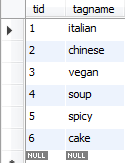 tid tagname
1 italian
2 chinese
3 vegan
4 soup
5 spicy
6 cake
NULL NULL